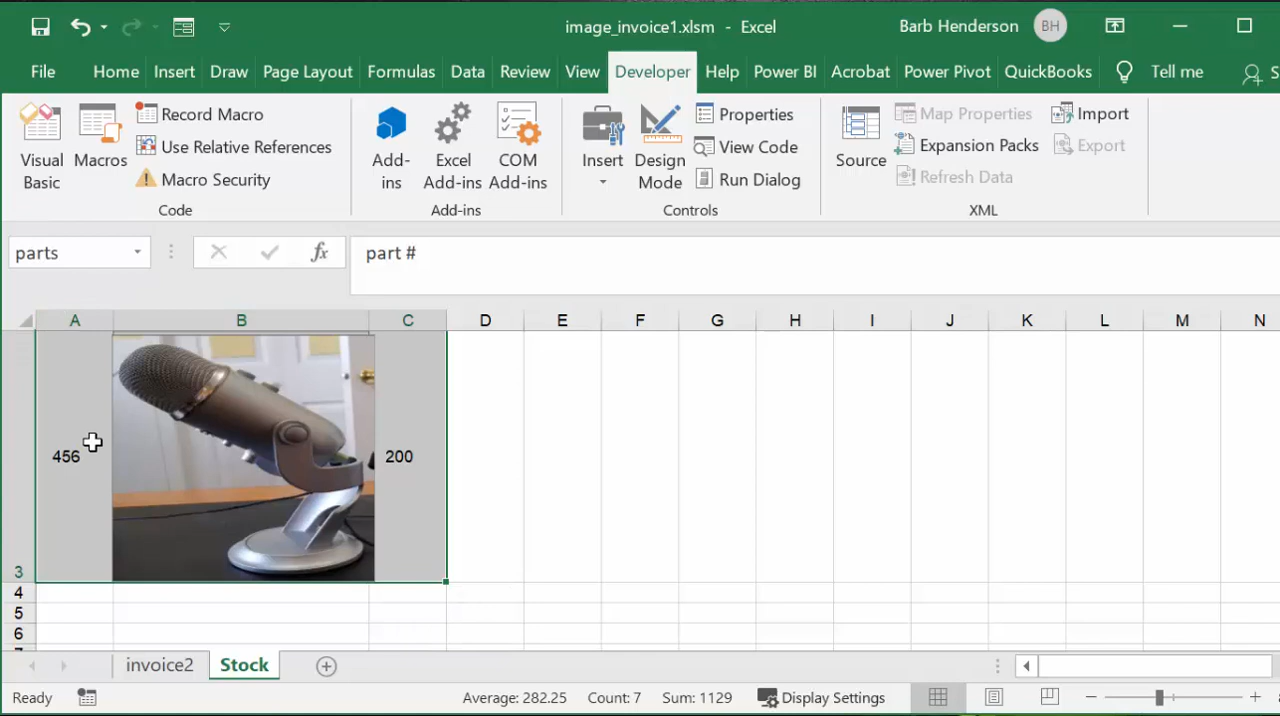 image_invoice1.xlsm - Excel
Barb Henderson
BH
File Home Insert Draw Page Layout Formulas Data Review View Developer Help Power BI Acrobat Power Pivot QuickBooks Tell me
Visual Basic
Macros
Record Macro
Use Relative References
Macro Security
Code
Add-ins
Excel Add-ins
COM Add-ins
Add-ins
Insert
Design Mode
Properties
View Code
Run Dialog
Controls
Source
Map Properties
Expansion Packs
Refresh Data
Import
Export
XML
parts
fx
part #
A B C D E F G H I J K L M N
456
200
3
4
5
6
invoice2 Stock
Ready
Average: 282.25 Count: 7 Sum: 1129 Display Settings